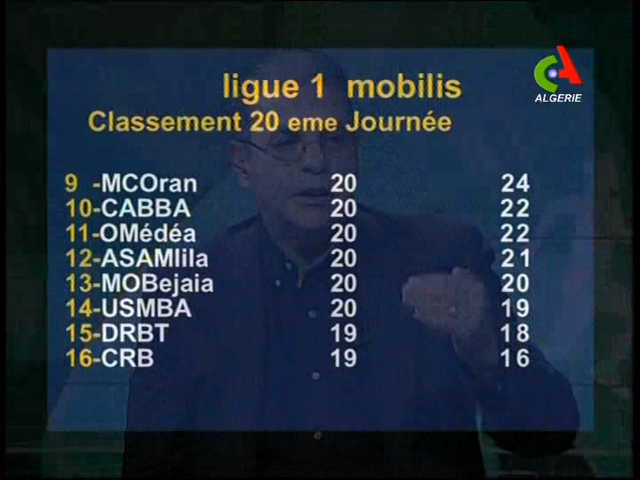 ligue 1 mobilis
ALGERIE
Classement 20 eme Journée
9 -MCOran 20 24
10-CABBA 20 22
11-OMédéa 20 22
12-ASAMlila 20 21
13-MOBejaia 20 20
14-USMBA 20 19
15-DRBT 19 18
16-CRB 19 16